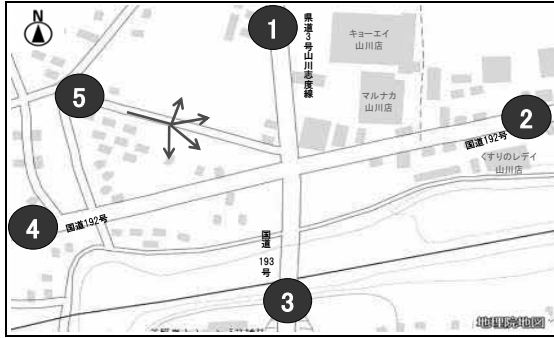 N
1
県道3号山川志度線
キョーエイ
山川店
マルナカ
山川店
5
2
国道192号
くすりのレデイ
山川店
4
国道192号
国道
193
号
3
地理院地図